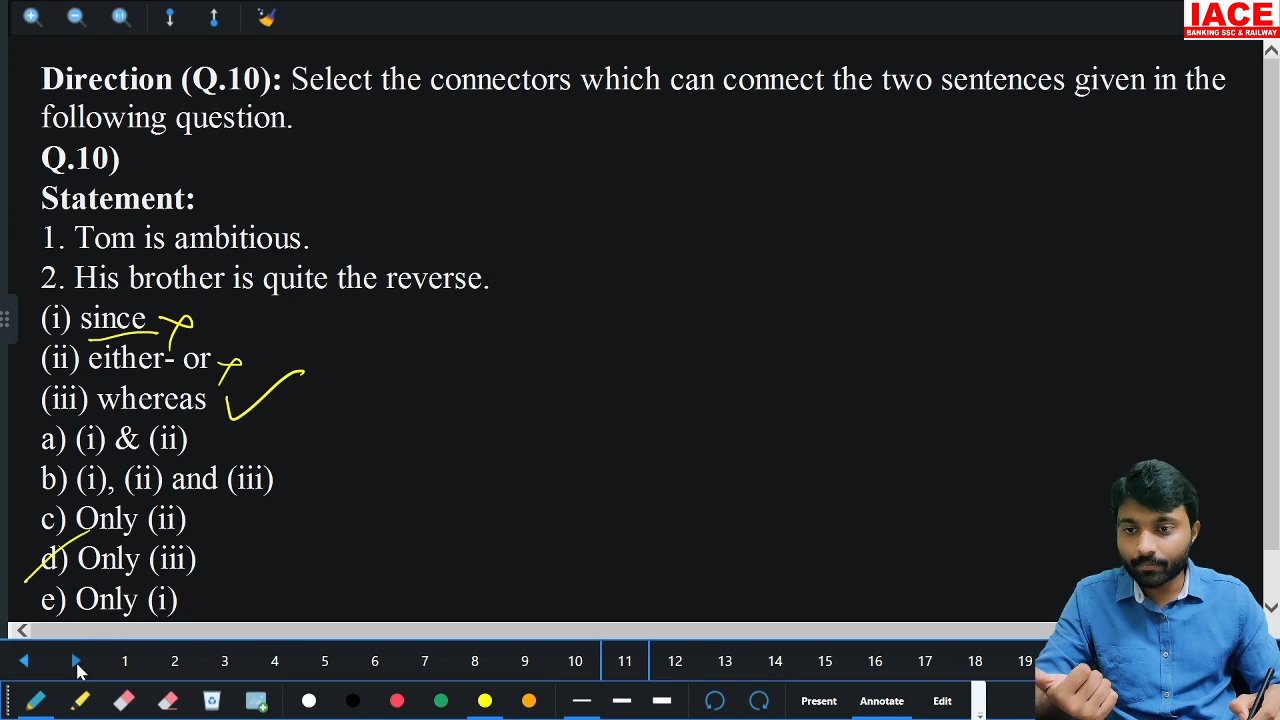 IACE
BANKING SSC & RAILWAY
Direction (Q.10): Select the connectors which can connect the two sentences given in the
following question.
Q.10)
Statement:
1. Tom is ambitious.
2. His brother is quite the reverse.
(i) since
(ii) either- or
(iii) whereas
a) (i) & (ii)
b) (i), (ii) and (iii)
c) Only (ii)
d) Only (iii)
e) Only (i)
1 2 3 4 5 6 7 8 9 10 11 12 13 14 15 16 17 18 19
Present Annotate Edit